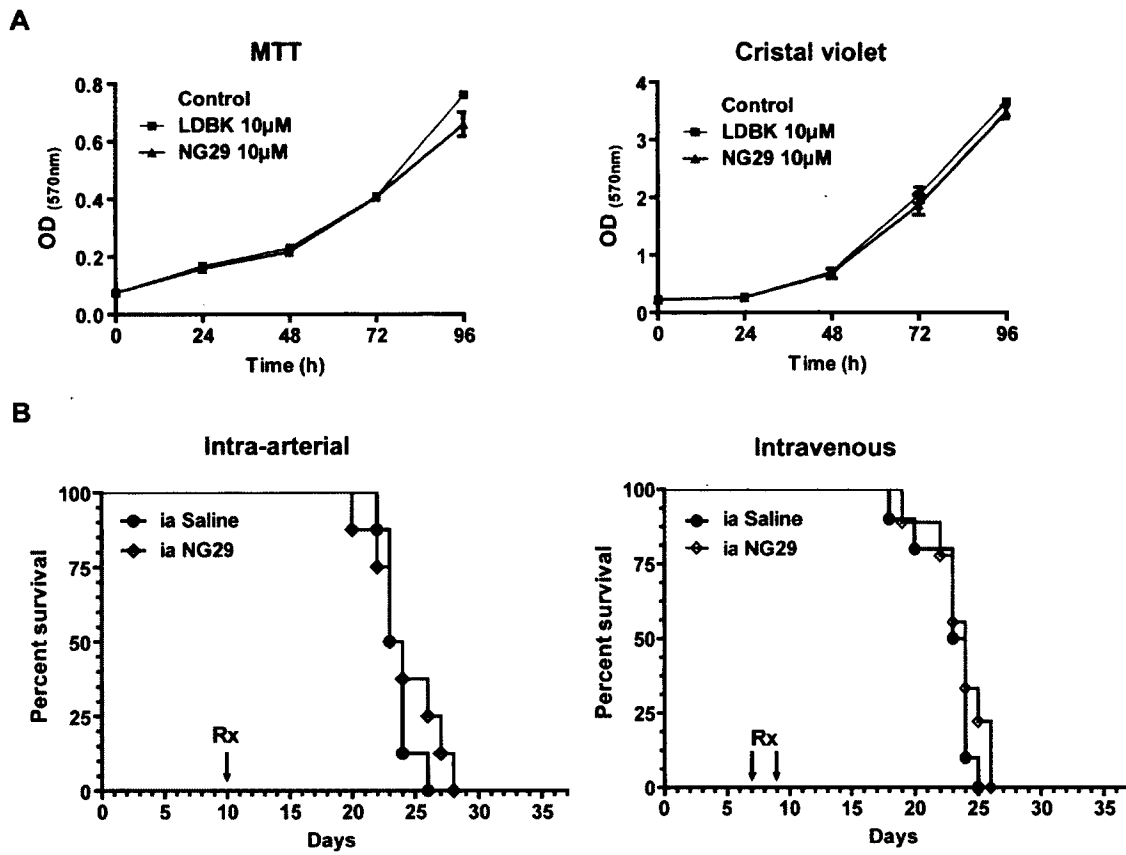 A
MTT
Control
LDBK 10µM
NG29 10µM
OD (570nm)
0.8
0.6
0.4
0.2
0.0
0 24 48 72 96
Time (h)
Cristal violet
Control
LDBK 10µM
NG29 10µM
OD (570nm)
4
3
2
1
0
0 24 48 72 96
Time (h)
B
Intra-arterial
ia Saline
ia NG29
Percent survival
100
75
50
25
0
Rx
0 5 10 15 20 25 30 35
Days
Intravenous
ia Saline
ia NG29
Percent survival
100
75
50
25
0
Rx
0 5 10 15 20 25 30 35
Days